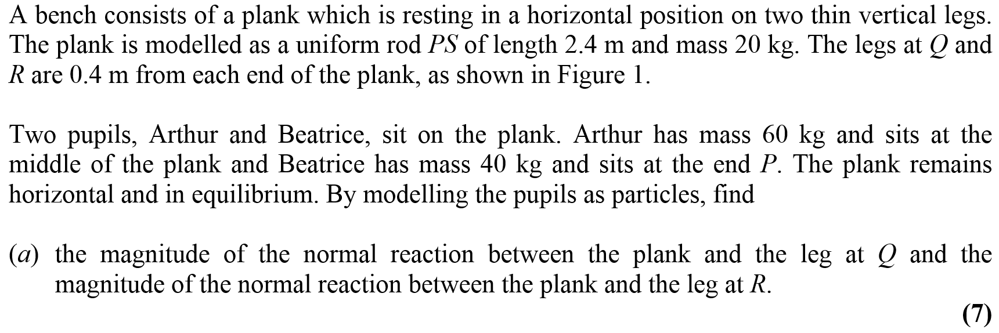 A bench consists of a plank which is resting in a horizontal position on two thin vertical legs.
The plank is modelled as a uniform rod PS of length 2.4 m and mass 20 kg. The legs at Q and
R are 0.4 m from each end of the plank, as shown in Figure 1.
Two pupils, Arthur and Beatrice, sit on the plank. Arthur has mass 60 kg and sits at the
middle of the plank and Beatrice has mass 40 kg and sits at the end P. The plank remains
horizontal and in equilibrium. By modelling the pupils as particles, find
(a) the magnitude of the normal reaction between the plank and the leg at Q and the
magnitude of the normal reaction between the plank and the leg at R.
(7)